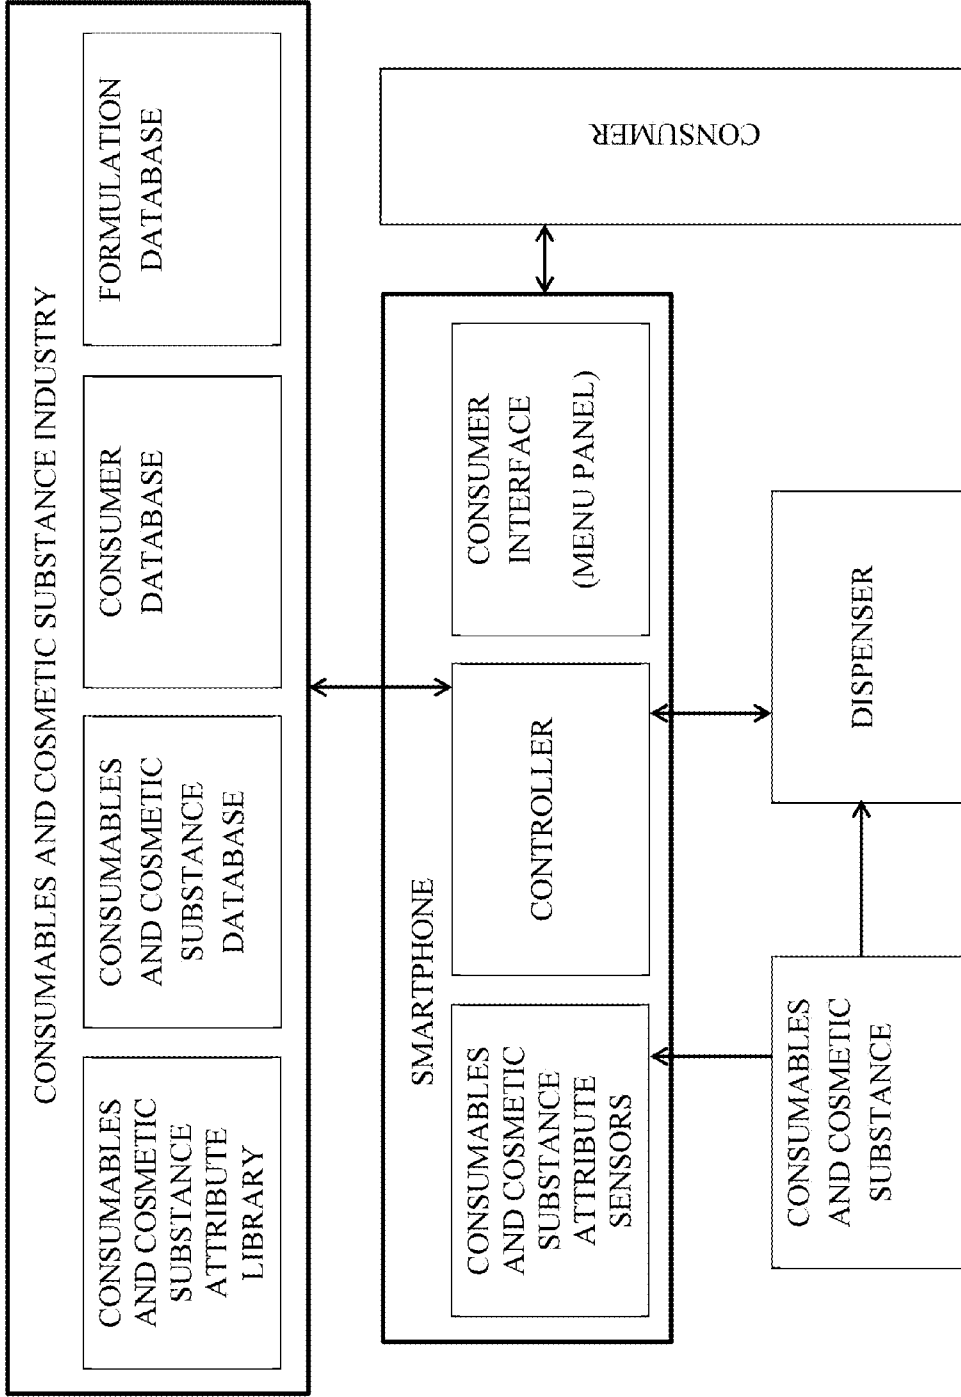 CONSUMABLES AND COSMETIC SUBSTANCE INDUSTRY
CONSUMABLES
AND COSMETIC
SUBSTANCE
ATTRIBUTE
LIBRARY
CONSUMABLES
AND COSMETIC
SUBSTANCE
DATABASE
CONSUMER
DATABASE
FORMULATION
DATABASE
SMARTPHONE
CONSUMABLES
AND COSMETIC
SUBSTANCE
ATTRIBUTE
SENSORS
CONTROLLER
CONSUMER
INTERFACE
(MENU PANEL)
CONSUMER
CONSUMABLES
AND COSMETIC
SUBSTANCE
DISPENSER